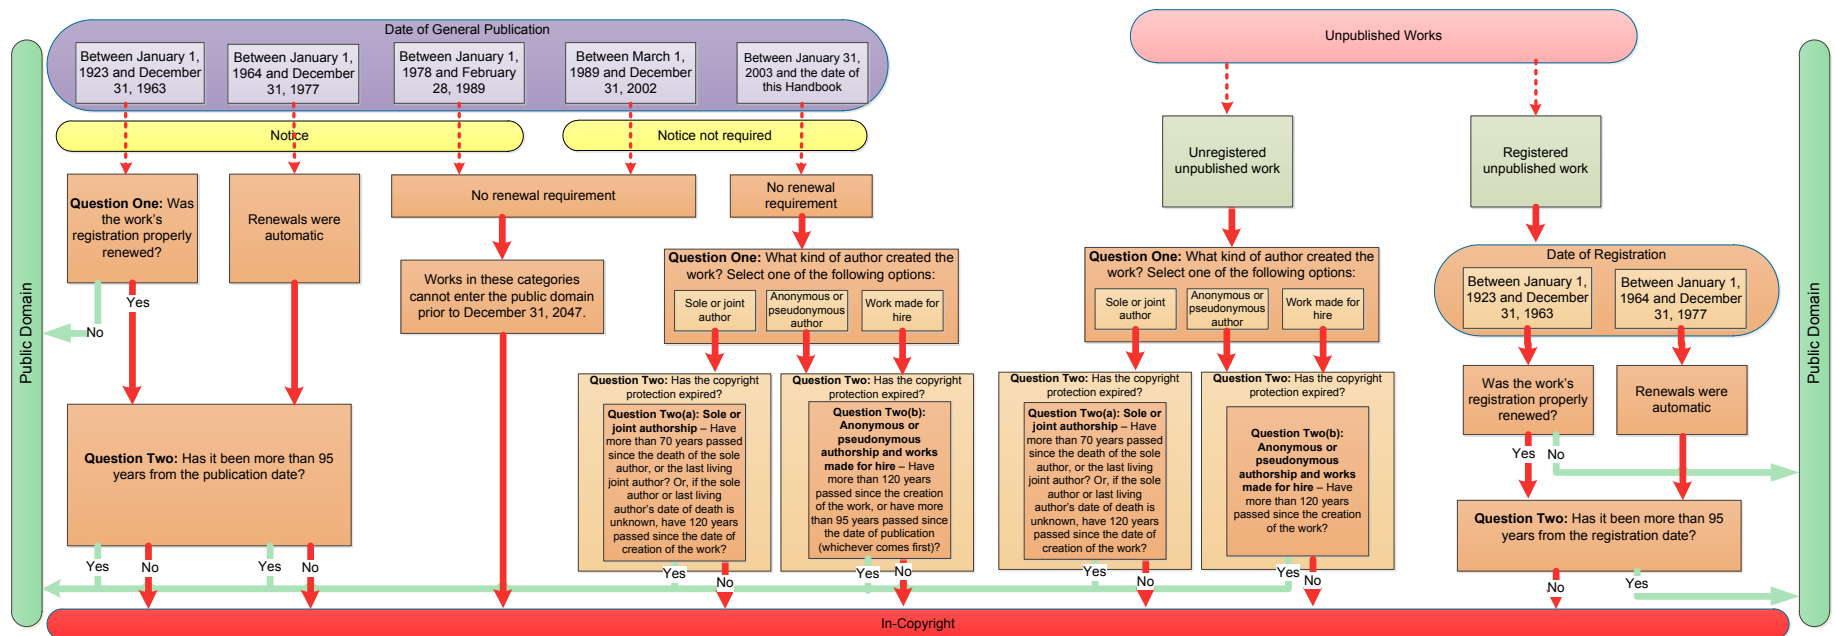 Date of General Publication
Between January 1,
1923 and December
31, 1963
Between January 1,
1964 and December
31, 1977
Between January 1,
1978 and February
28, 1989
Between March 1,
1989 and December
31, 2002
Between January 31,
2003 and the date of
this Handbook
Unpublished Works
Notice
Notice not required
Unregistered
unpublished work
Registered
unpublished work
Question One: Was
the work's
registration properly
renewed?
Renewals were
automatic
No renewal requirement
No renewal
requirement
Works in these categories
cannot enter the public domain
prior to December 31, 2047.
Question One: What kind of author created the
work? Select one of the following options:
Sole or joint
author
Anonymous or
pseudonymous
author
Work made for
hire
Question One: What kind of author created the
work? Select one of the following options:
Sole or joint
author
Anonymous or
pseudonymous
author
Work made for
hire
Date of Registration
Between January 1,
1923 and December
31, 1963
Between January 1,
1964 and December
31, 1977
Public Domain
Public Domain
Yes
No
Question Two: Has it been more than 95
years from the publication date?
Question Two: Has the copyright
protection expired?
Question Two(a): Sole or
joint authorship – Have
more than 70 years passed
since the death of the sole
author, or the last living
joint author? Or, if the sole
author or last living
author's date of death is
unknown, have 120 years
passed since the date of
creation of the work?
Question Two: Has the copyright
protection expired?
Question Two(b):
Anonymous or
pseudonymous
authorship and works
made for hire – Have
more than 120 years
passed since the creation
of the work, or have more
than 95 years passed since
the date of publication
(whichever comes first)?
Question Two: Has the copyright
protection expired?
Question Two(a): Sole or
joint authorship – Have
more than 70 years passed
since the death of the sole
author, or the last living
joint author? Or, if the sole
author or last living
author's date of death is
unknown, have 120 years
passed since the date of
creation of the work?
Question Two: Has the copyright
protection expired?
Question Two(b):
Anonymous or
pseudonymous
authorship and works
made for hire – Have
more than 120 years
passed since the creation
of the work?
Was the work's
registration properly
renewed?
Renewals were
automatic
Yes
No
Question Two: Has it been more than 95
years from the registration date?
Yes
No
Yes
No
Yes
No
Yes
No
Yes
No
Yes
No
No
Yes
In-Copyright